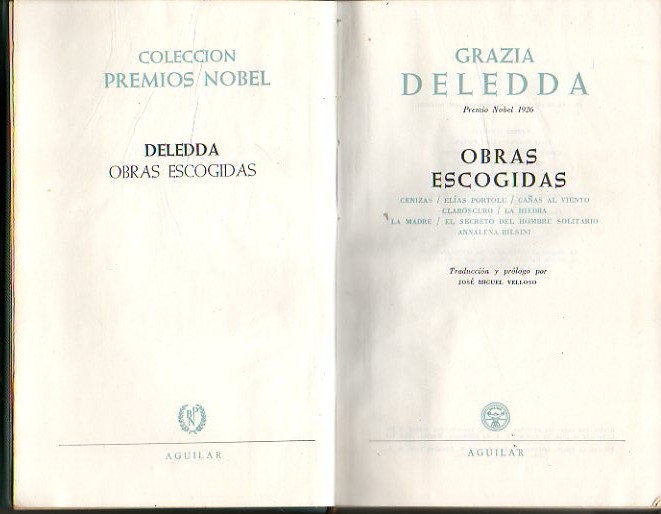 COLECCION
PREMIOS NOBEL
DELEDDA
OBRAS ESCOGIDAS
AGUILAR
GRAZIA
DELEDDA
Premio Nobel 1926
OBRAS
ESCOGIDAS
CENIZAS / ELÍAS PORTOLU / CAÑAS AL VIENTO
CLAROSCURO / LA HIEDRA
LA MADRE / EL SECRETO DEL HOMBRE SOLITARIO
ANNALENA BILSINI
Traducción y prólogo por
JOSÉ MIGUEL VELLOSO
AGUILAR